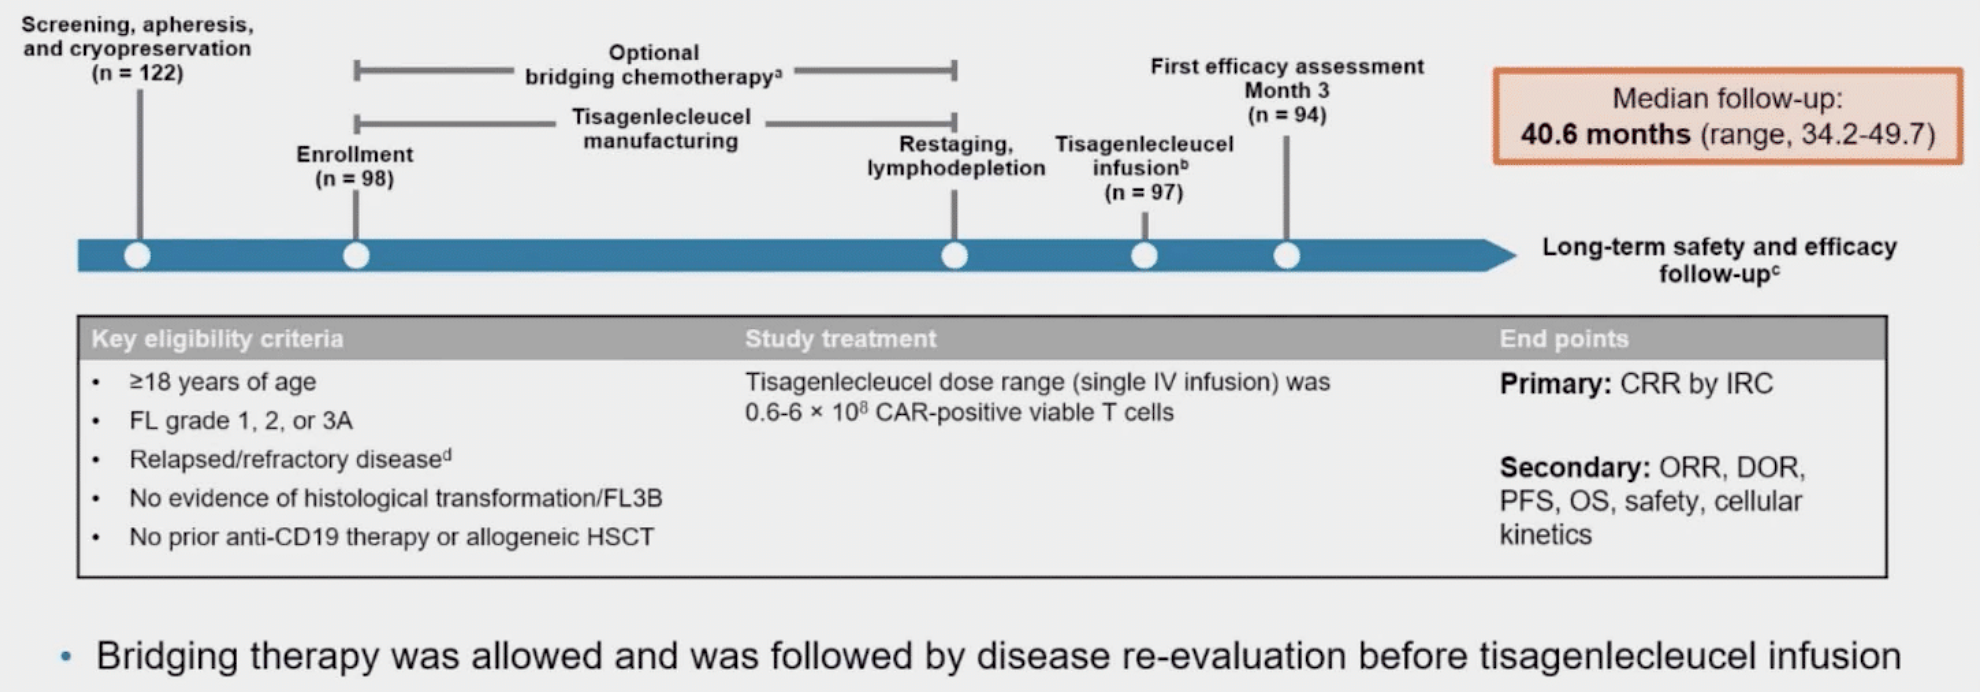 Screening, apheresis,
and cryopreservation
(n = 122)
Enrollment
(n = 98)
Optional
bridging chemotherapyᵃ
Tisagenlecleucel
manufacturing
Restaging,
lymphodepletion
Tisagenlecleucel
infusionᵇ
(n = 97)
First efficacy assessment
Month 3
(n = 94)
Median follow-up:
40.6 months (range, 34.2-49.7)
Long-term safety and efficacy
follow-upᶜ
Key eligibility criteria
• ≥18 years of age
• FL grade 1, 2, or 3A
• Relapsed/refractory diseaseᵈ
• No evidence of histological transformation/FL3B
• No prior anti-CD19 therapy or allogeneic HSCT
Study treatment
Tisagenlecleucel dose range (single IV infusion) was
0.6-6 × 10⁸ CAR-positive viable T cells
End points
Primary: CRR by IRC
Secondary: ORR, DOR,
PFS, OS, safety, cellular
kinetics
• Bridging therapy was allowed and was followed by disease re-evaluation before tisagenlecleucel infusion